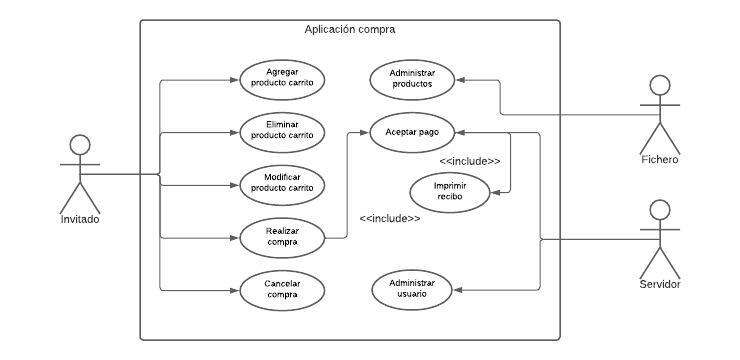 Aplicación compra
Agregar
producto carrito
Administrar
productos
Eliminar
producto carrito
Aceptar pago
<<include>>
Fichero
Modificar
producto carrito
Imprimir
recibo
Invitado
<<include>>
Realizar
compra
Cancelar
compra
Administrar
usuario
Servidor